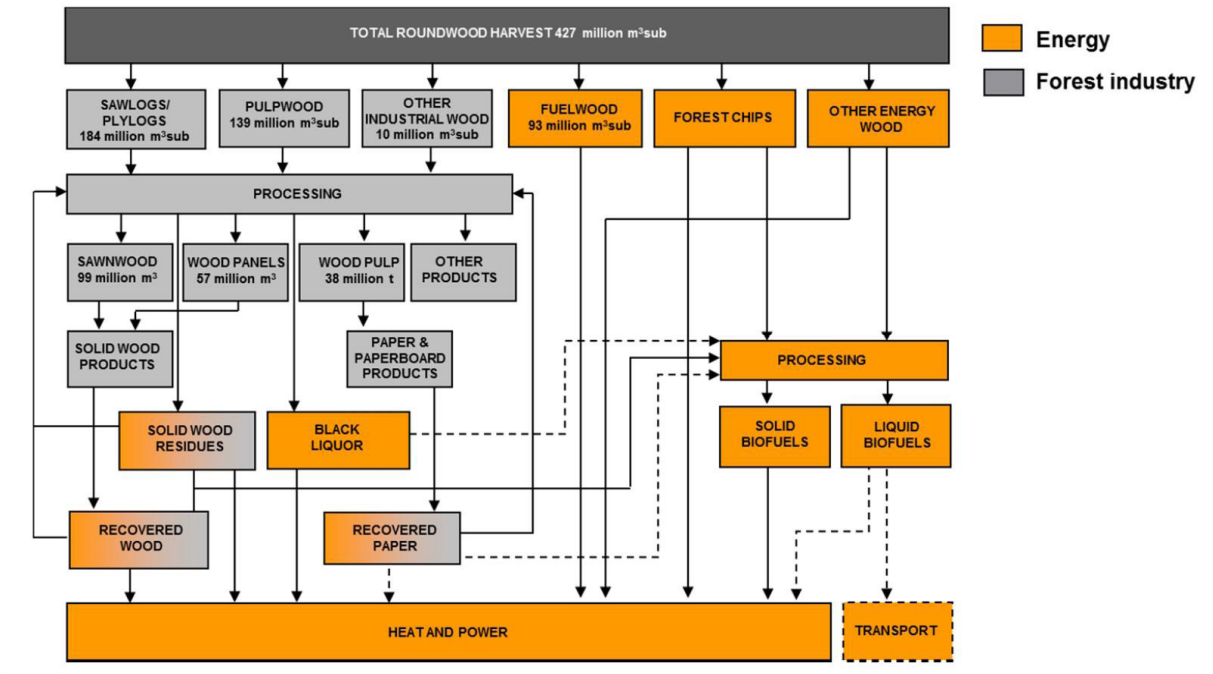 TOTAL ROUNDWOOD HARVEST 427 million m³sub
Energy
Forest industry
SAWLOGS/
PLYLOGS
184 million m³sub
PULPWOOD
139 million m³sub
OTHER
INDUSTRIAL WOOD
10 million m³sub
FUELWOOD
93 million m³sub
FOREST CHIPS
OTHER ENERGY
WOOD
PROCESSING
SAWNWOOD
99 million m³
WOOD PANELS
57 million m³
WOOD PULP
38 million t
OTHER
PRODUCTS
SOLID WOOD
PRODUCTS
PAPER &
PAPERBOARD
PRODUCTS
PROCESSING
SOLID WOOD
RESIDUES
BLACK
LIQUOR
SOLID
BIOFUELS
LIQUID
BIOFUELS
RECOVERED
WOOD
RECOVERED
PAPER
HEAT AND POWER
TRANSPORT